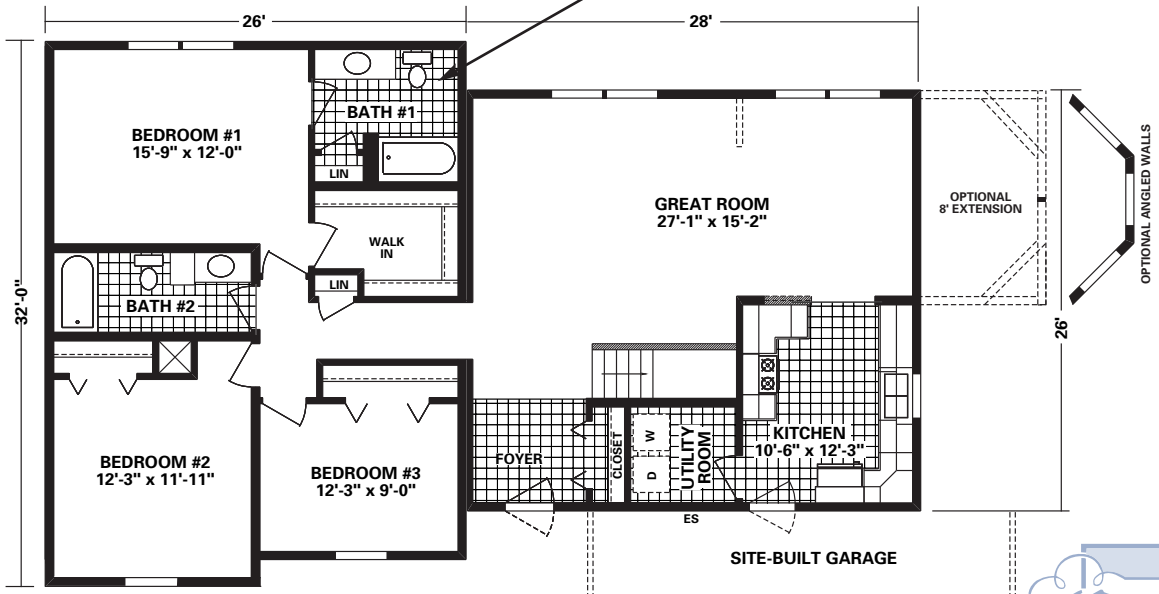 26'
28'
BATH #1
BEDROOM #1
15'-9" x 12'-0"
LIN
GREAT ROOM
27'-1" x 15'-2"
OPTIONAL
8' EXTENSION
OPTIONAL ANGLED WALLS
WALK
IN
LIN
32'-0"
BATH #2
26'
BEDROOM #2
12'-3" x 11'-11"
BEDROOM #3
12'-3" x 9'-0"
FOYER
CLOSET
W
D
UTILITY
ROOM
KITCHEN
10'-6" x 12'-3"
ES
SITE-BUILT GARAGE